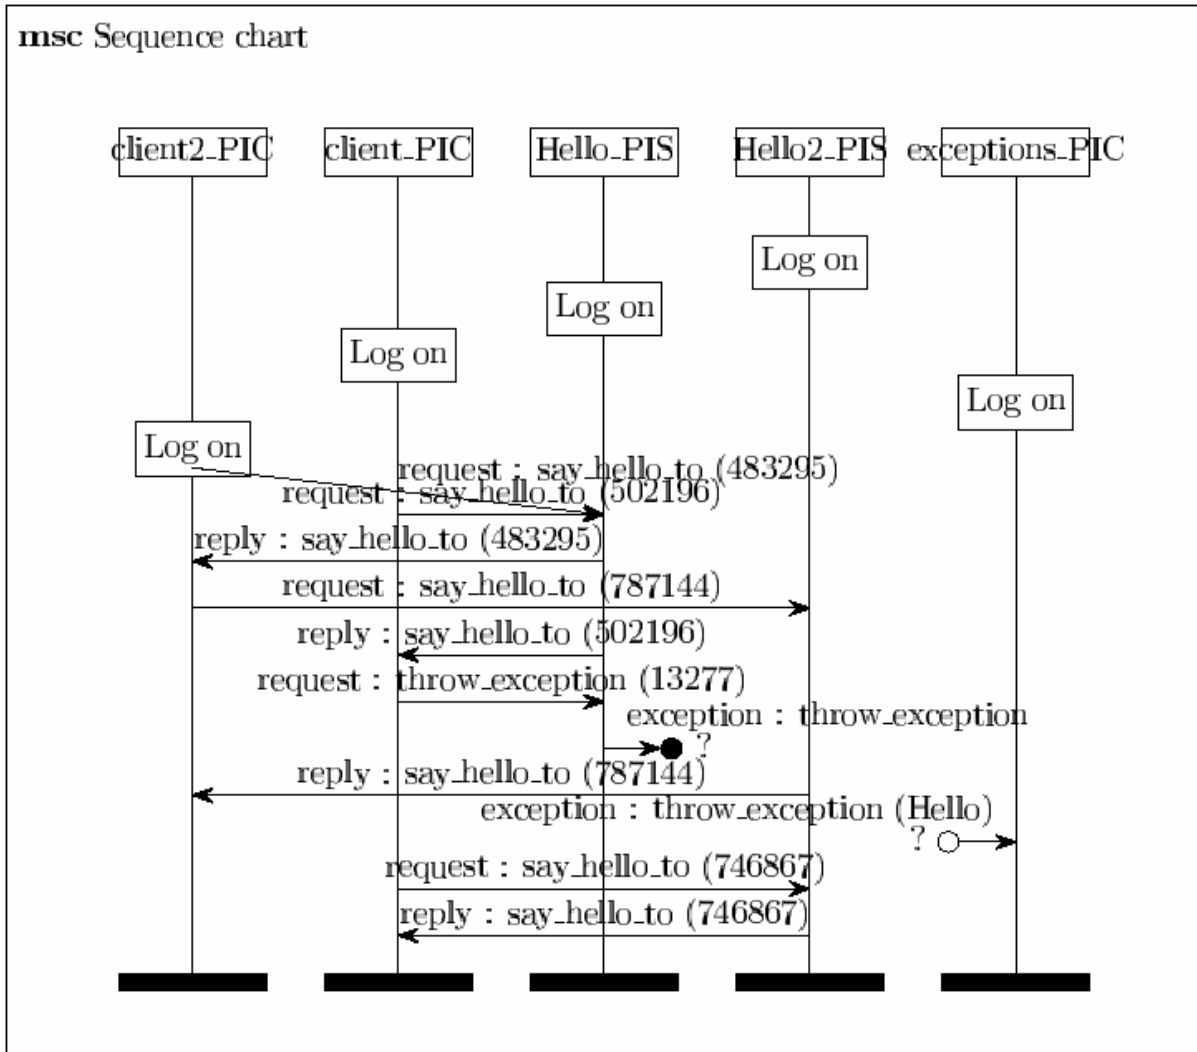 msc Sequence chart
client2_PIC client_PIC Hello_PIS Hello2_PIS exceptions_PIC
Log on
Log on
Log on
Log on
Log on
request : say_hello_to (483295)
request : say_hello_to (502196)
reply : say_hello_to (483295)
request : say_hello_to (787144)
reply : say_hello_to (502196)
request : throw_exception (13277)
exception : throw_exception
?
reply : say_hello_to (787144)
exception : throw_exception (Hello)
?
request : say_hello_to (746867)
reply : say_hello_to (746867)